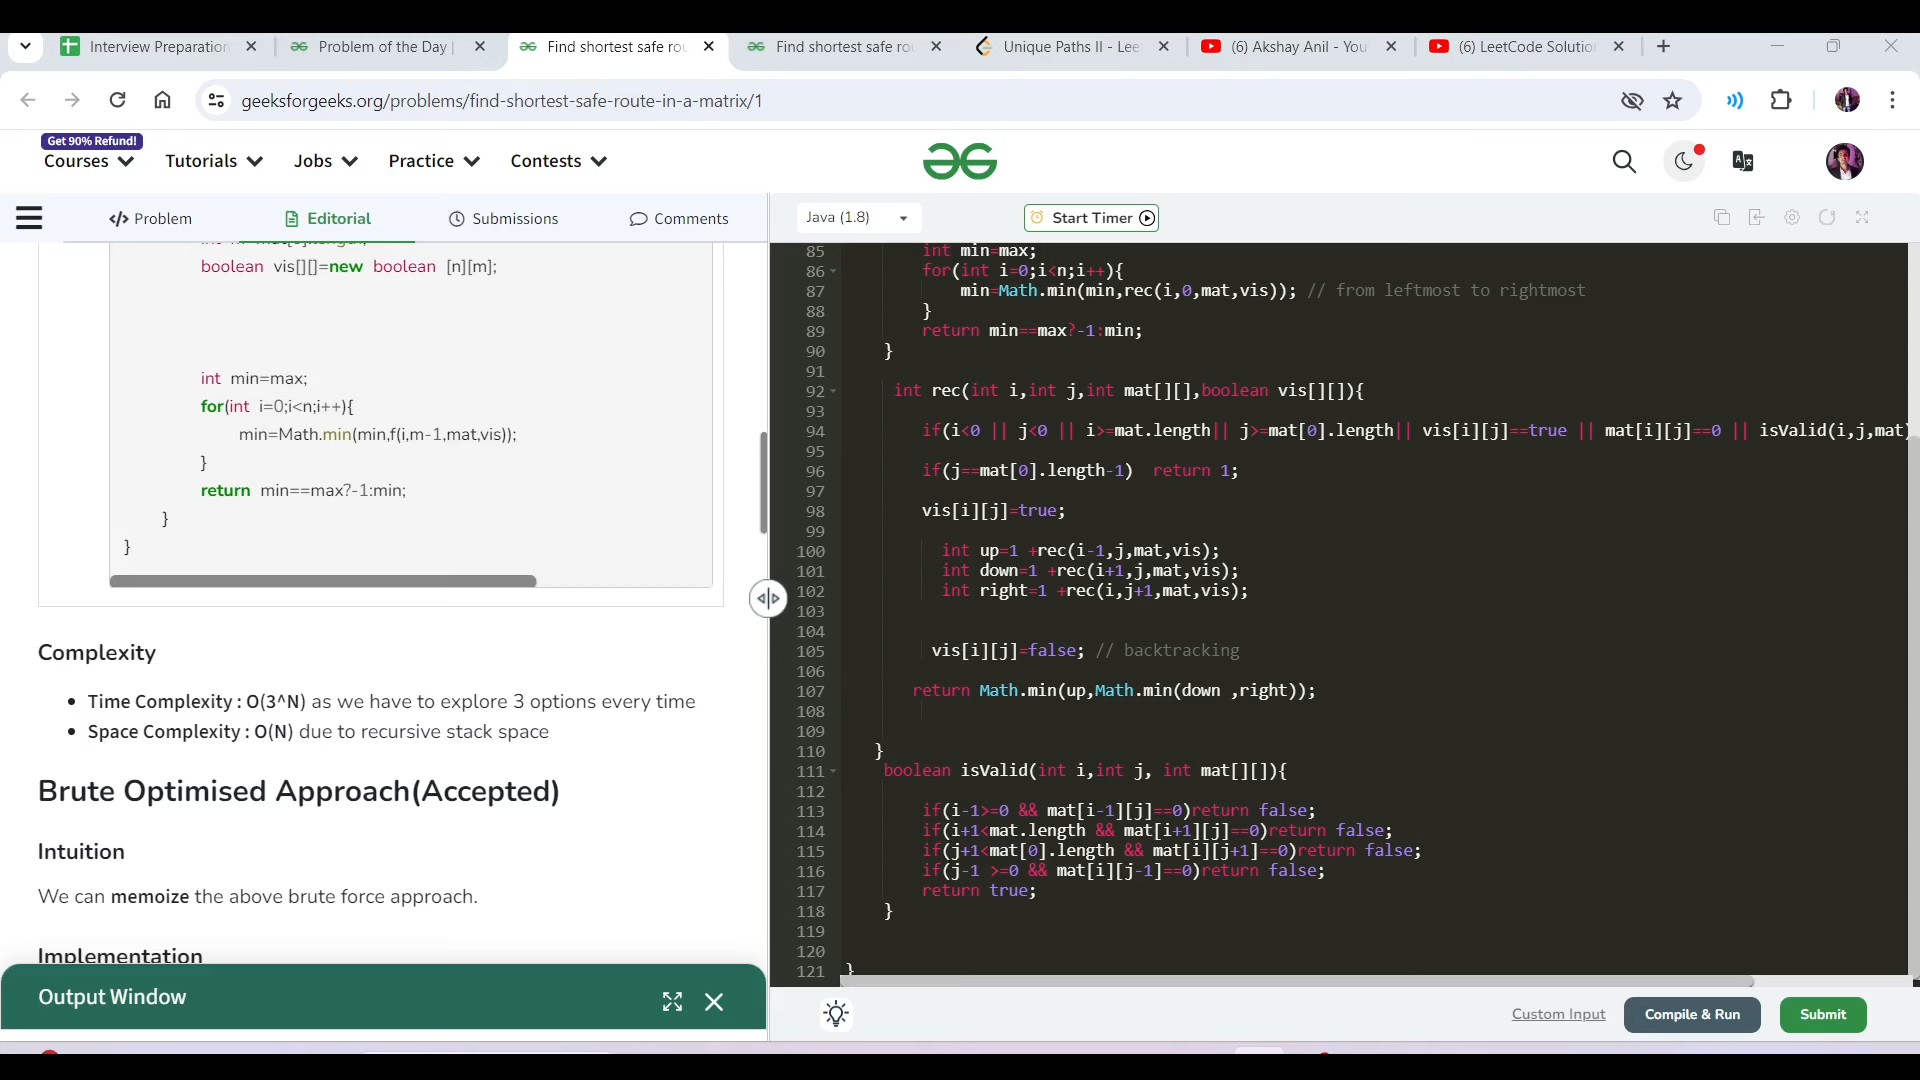 Interview Preparation
Problem of the Day |
Find shortest safe rou
Find shortest safe ro
Unique Paths II - Lee
(6) Akshay Anil - You
(6) LeetCode Solutio
geeksforgeeks.org/problems/find-shortest-safe-route-in-a-matrix/1
Get 90% Refund!
Courses
Tutorials
Jobs
Practice
Contests
Problem
Editorial
Submissions
Comments
boolean vis[][]=new boolean [n][m];
int min=max;
for(int i=0;i<n;i++){
min=Math.min(min,f(i,m-1,mat,vis));
}
return min==max?-1:min;
}
}
Complexity
Time Complexity : O(3^N) as we have to explore 3 options every time
Space Complexity : O(N) due to recursive stack space
Brute Optimised Approach(Accepted)
Intuition
We can memoize the above brute force approach.
Implementation
Output Window
Java (1.8)
Start Timer
85 int min=max;
86 for(int i=0;i<n;i++){
87 min=Math.min(min,rec(i,0,mat,vis)); // from leftmost to rightmost
88 }
89 return min==max?-1:min;
90 }
91
92 int rec(int i,int j,int mat[][],boolean vis[][]){
93
94 if(i<0 || j<0 || i>=mat.length|| j>=mat[0].length|| vis[i][j]==true || mat[i][j]==0 || isValid(i,j,mat)
95
96 if(j==mat[0].length-1) return 1;
97
98 vis[i][j]=true;
99
100 int up=1 +rec(i-1,j,mat,vis);
101 int down=1 +rec(i+1,j,mat,vis);
102 int right=1 +rec(i,j+1,mat,vis);
103
104
105 vis[i][j]=false; // backtracking
106
107 return Math.min(up,Math.min(down ,right));
108
109
110 }
111 boolean isValid(int i,int j, int mat[][]){
112
113 if(i-1>=0 && mat[i-1][j]==0)return false;
114 if(i+1<mat.length && mat[i+1][j]==0)return false;
115 if(j+1<mat[0].length && mat[i][j+1]==0)return false;
116 if(j-1 >=0 && mat[i][j-1]==0)return false;
117 return true;
118 }
119
120
121 }
Custom Input
Compile & Run
Submit